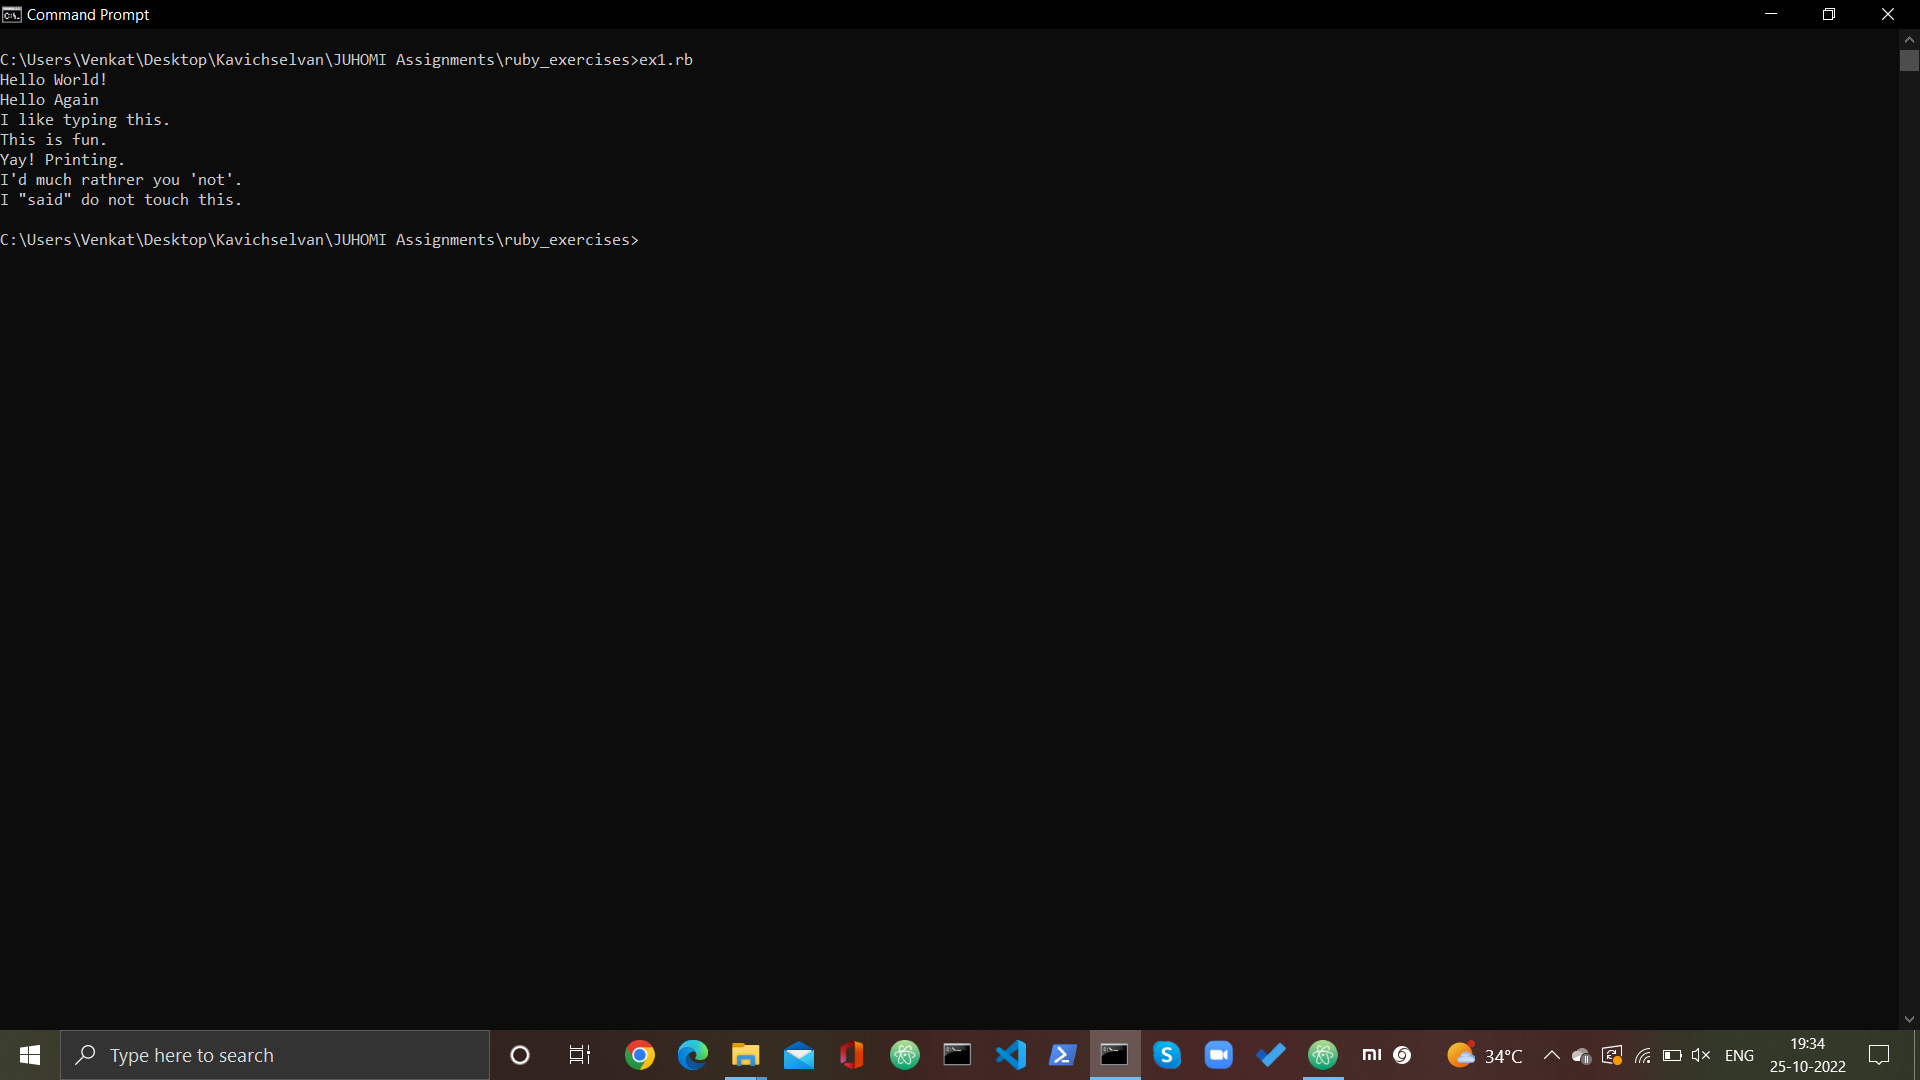 Command Prompt
C:\Users\Venkat\Desktop\Kavichselvan\JUHOMI Assignments\ruby_exercises>ex1.rb
Hello World!
Hello Again
I like typing this.
This is fun.
Yay! Printing.
I'd much rathrer you 'not'.
I "said" do not touch this.
C:\Users\Venkat\Desktop\Kavichselvan\JUHOMI Assignments\ruby_exercises>
Type here to search
34°C
ENG
19:34
25-10-2022